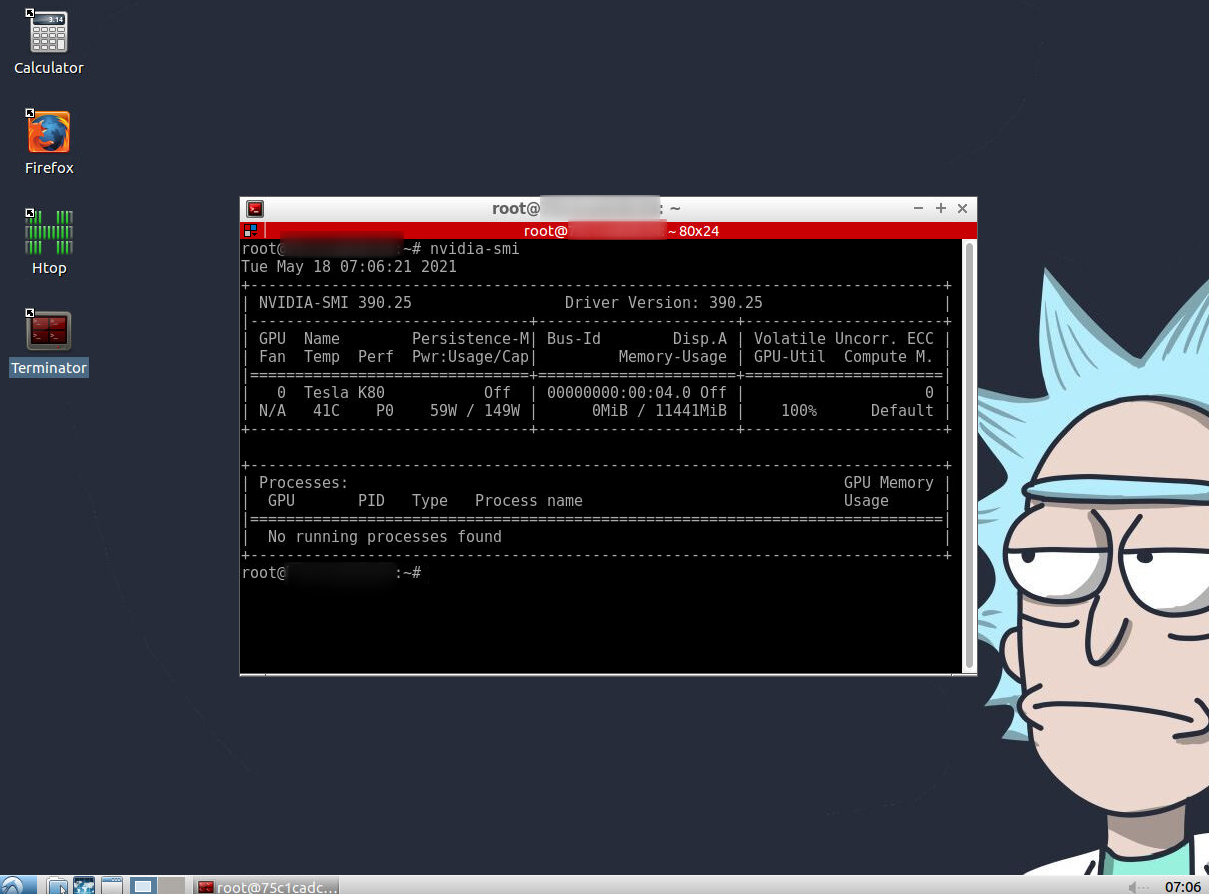 3.14
Calculator
Firefox
Htop
Terminator
root@ : ~
root@ ~ 80x24
root@ :~# nvidia-smi
Tue May 18 07:06:21 2021
+-----------------------------------------------------------------------------+
| NVIDIA-SMI 390.25                 Driver Version: 390.25                    |
|-------------------------------+----------------------+----------------------+
| GPU  Name        Persistence-M| Bus-Id        Disp.A | Volatile Uncorr. ECC |
| Fan  Temp  Perf  Pwr:Usage/Cap|         Memory-Usage | GPU-Util  Compute M. |
|===============================+======================+======================|
|   0  Tesla K80           Off  | 00000000:00:04.0 Off |                    0 |
| N/A   41C    P0    59W / 149W |      0MiB / 11441MiB |    100%      Default |
+-------------------------------+----------------------+----------------------+
+-----------------------------------------------------------------------------+
| Processes:                                                       GPU Memory |
|  GPU       PID   Type   Process name                             Usage      |
|=============================================================================|
|  No running processes found                                                 |
+-----------------------------------------------------------------------------+
root@ :~#
root@75c1cadc...
07:06